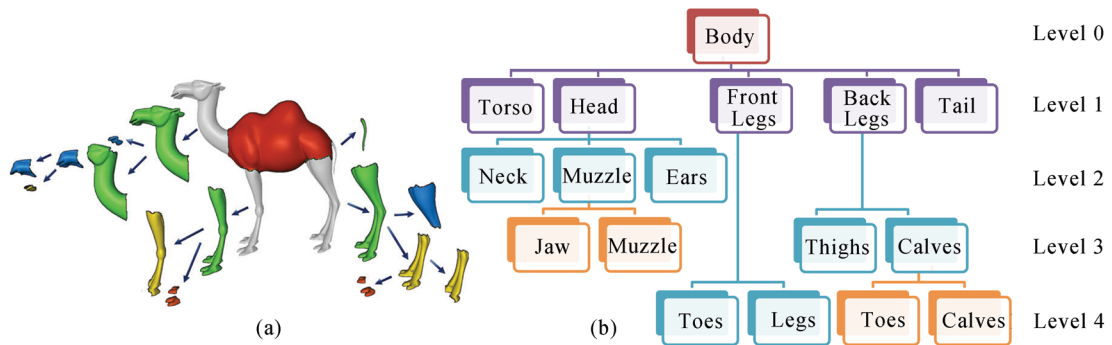 Body Level 0
Torso Head Front Legs Back Legs Tail Level 1
Neck Muzzle Ears Level 2
Jaw Muzzle Thighs Calves Level 3
Toes Legs Toes Calves Level 4
(a) (b)